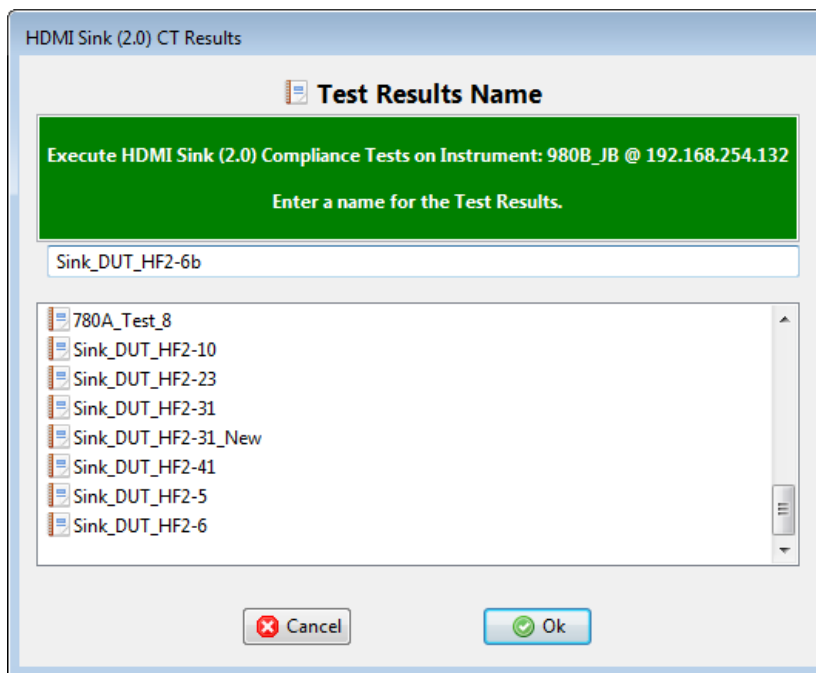 HDMI Sink (2.0) CT Results
Test Results Name
Execute HDMI Sink (2.0) Compliance Tests on Instrument: 980B_JB @ 192.168.254.132
Enter a name for the Test Results.
Sink_DUT_HF2-6b
780A_Test_8
Sink_DUT_HF2-10
Sink_DUT_HF2-23
Sink_DUT_HF2-31
Sink_DUT_HF2-31_New
Sink_DUT_HF2-41
Sink_DUT_HF2-5
Sink_DUT_HF2-6
Cancel Ok